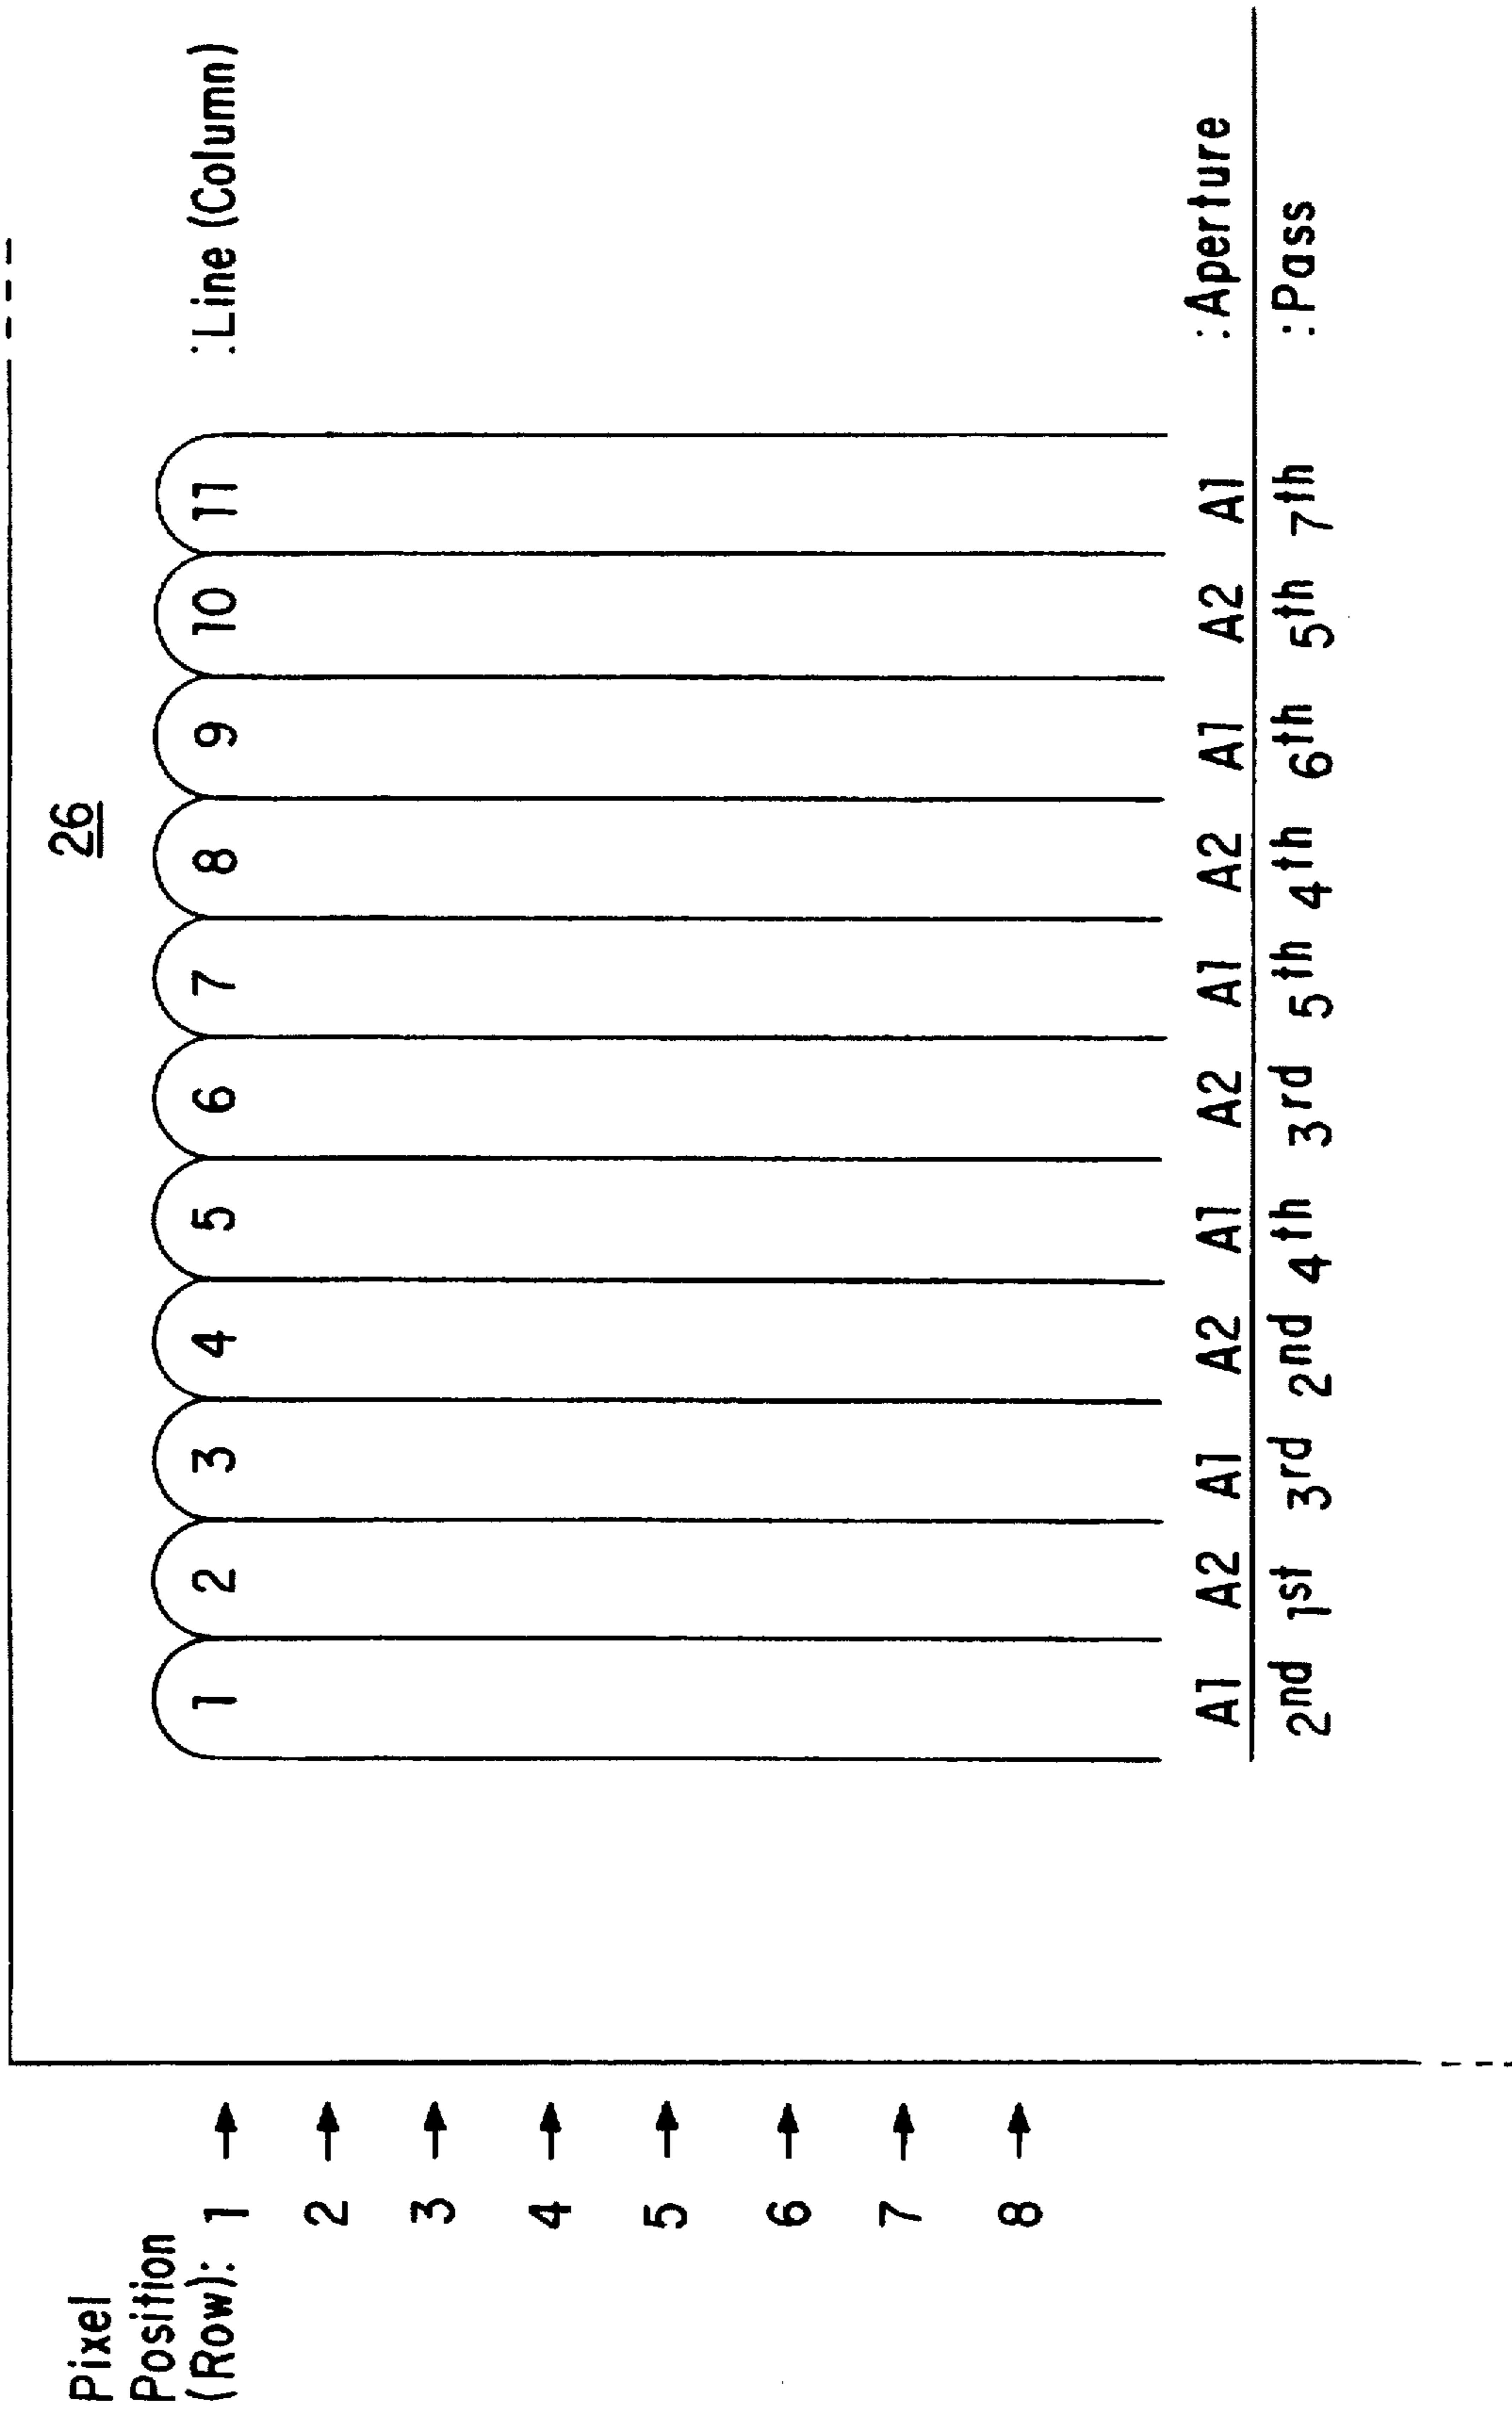 26
Pixel
Position
(Row): 1
2
3
4
5
6
7
8
1 2 3 4 5 6 7 8 9 10 11 :Line (Column)
A1 A2 A1 A2 A1 A2 A1 A2 A1 A2 A1 :Aperture
2nd 1st 3rd 2nd 4th 3rd 5th 4th 6th 5th 7th :Pass